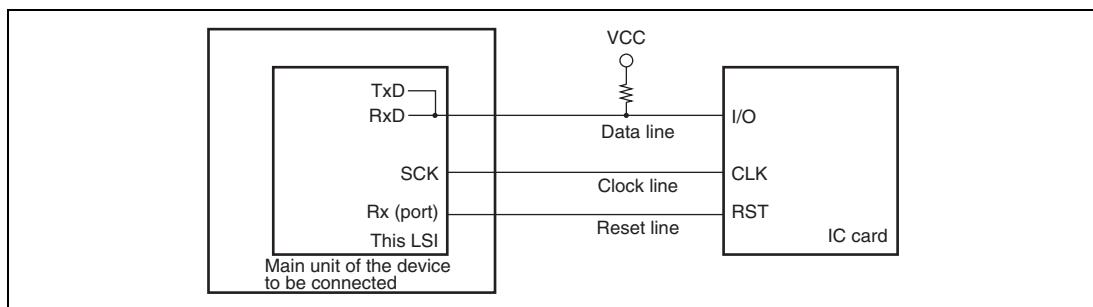 VCC
TxD
RxD
I/O
Data line
SCK
CLK
Clock line
Rx (port)
RST
Reset line
This LSI
IC card
Main unit of the device
to be connected